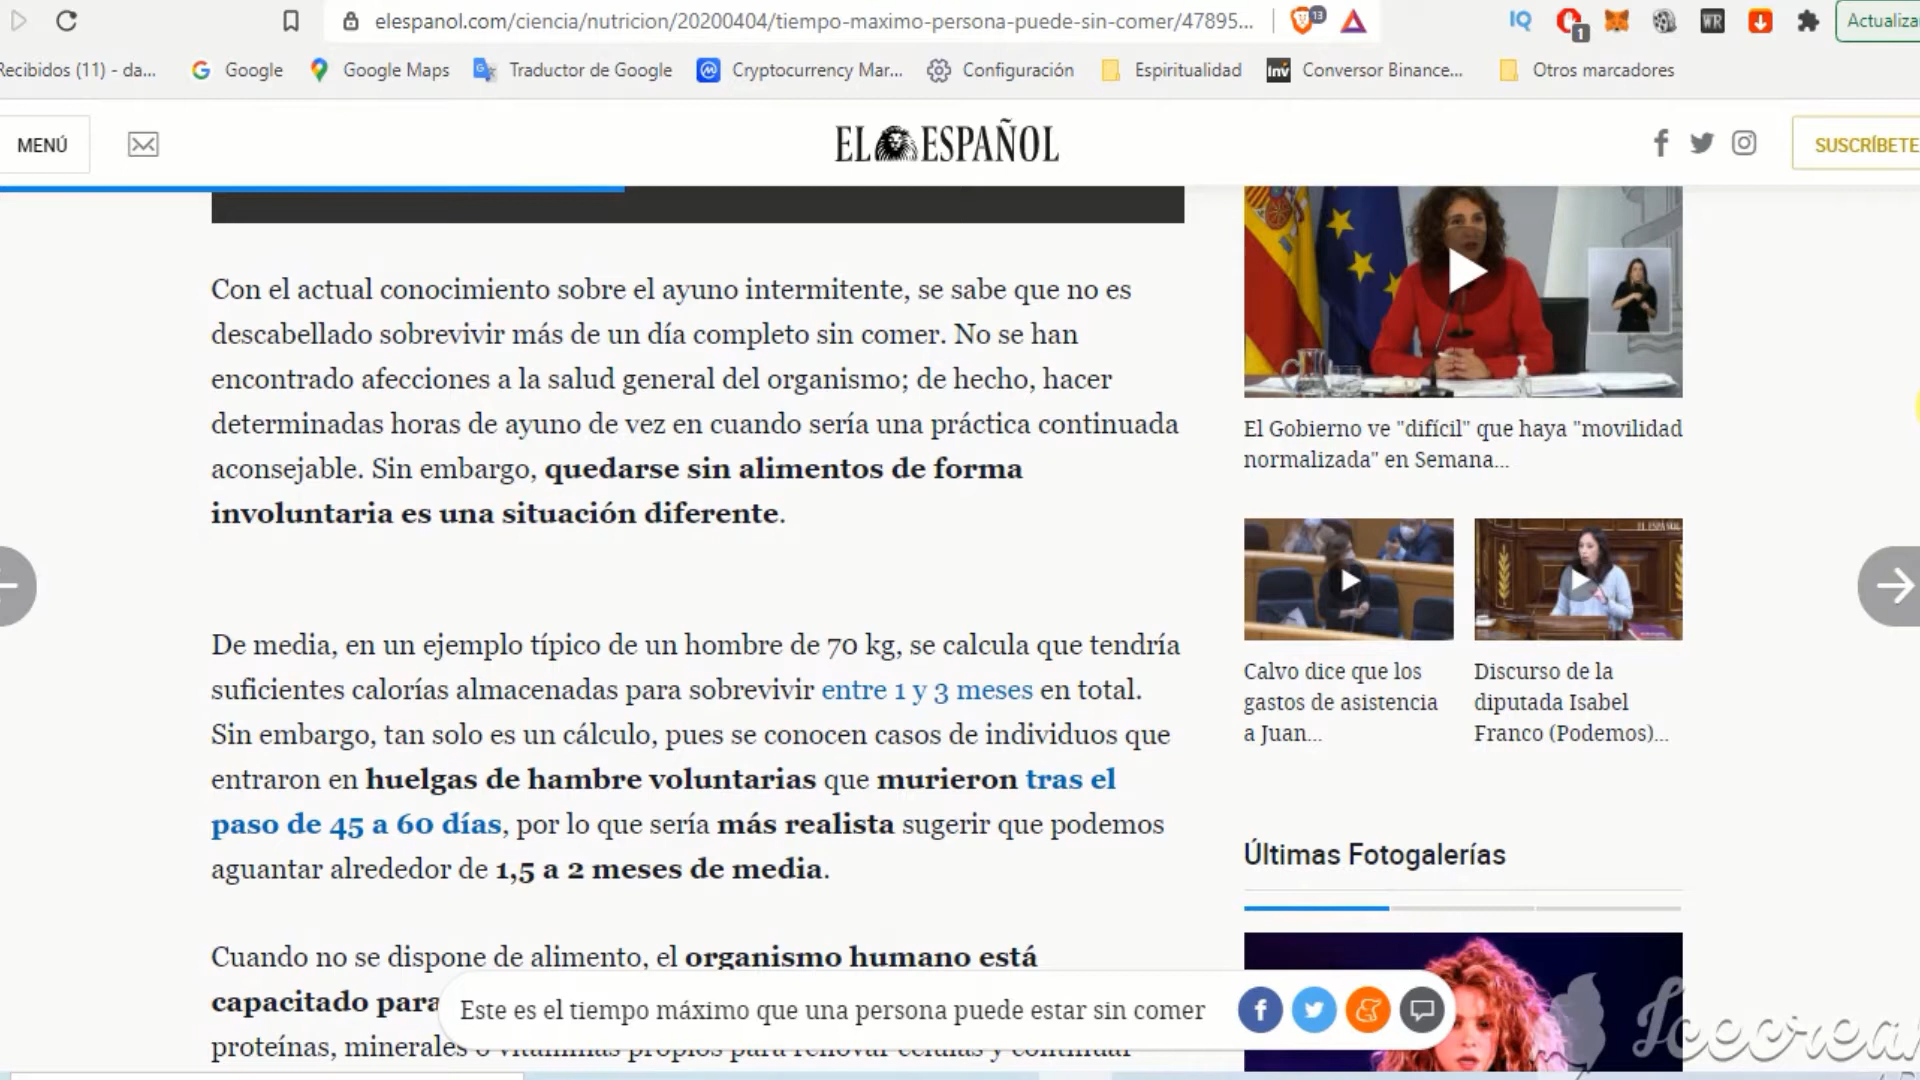 elespanol.com/ciencia/nutricion/20200404/tiempo-maximo-persona-puede-sin-comer/47895...
13
IQ
1
WR
Actualiza
Recibidos (11) - da...
Google
Google Maps
Traductor de Google
Cryptocurrency Mar...
Configuración
Espiritualidad
Inv
Conversor Binance...
Otros marcadores
MENÚ
EL ESPAÑOL
SUSCRÍBETE
Con el actual conocimiento sobre el ayuno intermitente, se sabe que no es
descabellado sobrevivir más de un día completo sin comer. No se han
encontrado afecciones a la salud general del organismo; de hecho, hacer
determinadas horas de ayuno de vez en cuando sería una práctica continuada
aconsejable. Sin embargo, quedarse sin alimentos de forma
involuntaria es una situación diferente.
De media, en un ejemplo típico de un hombre de 70 kg, se calcula que tendría
suficientes calorías almacenadas para sobrevivir entre 1 y 3 meses en total.
Sin embargo, tan solo es un cálculo, pues se conocen casos de individuos que
entraron en huelgas de hambre voluntarias que murieron tras el
paso de 45 a 60 días, por lo que sería más realista sugerir que podemos
aguantar alrededor de 1,5 a 2 meses de media.
Cuando no se dispone de alimento, el organismo humano está
capacitado para
proteínas, minerales o vitaminas propios para renovar células y continuar
Este es el tiempo máximo que una persona puede estar sin comer
El Gobierno ve "difícil" que haya "movilidad
normalizada" en Semana...
EL ESPAÑOL
Calvo dice que los
gastos de asistencia
a Juan...
Discurso de la
diputada Isabel
Franco (Podemos)...
Últimas Fotogalerías
Icecrea